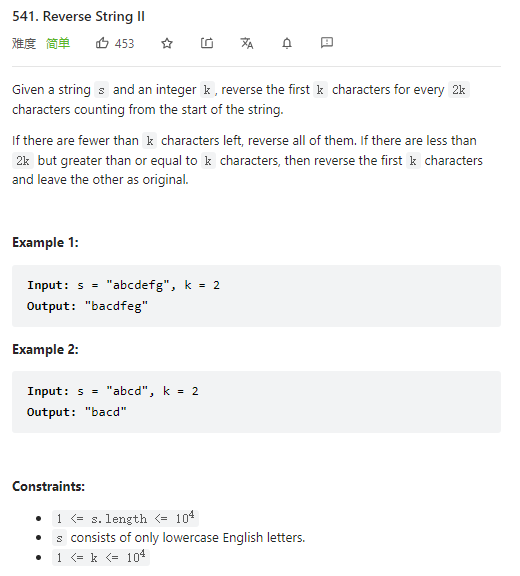 541. Reverse String II
难度 简单 453
Given a string s and an integer k, reverse the first k characters for every 2k
characters counting from the start of the string.
If there are fewer than k characters left, reverse all of them. If there are less than
2k but greater than or equal to k characters, then reverse the first k characters
and leave the other as original.
Example 1:
Input: s = "abcdefg", k = 2
Output: "bacdfeg"
Example 2:
Input: s = "abcd", k = 2
Output: "bacd"
Constraints:
• 1 <= s.length <= 10⁴
• s consists of only lowercase English letters.
• 1 <= k <= 10⁴